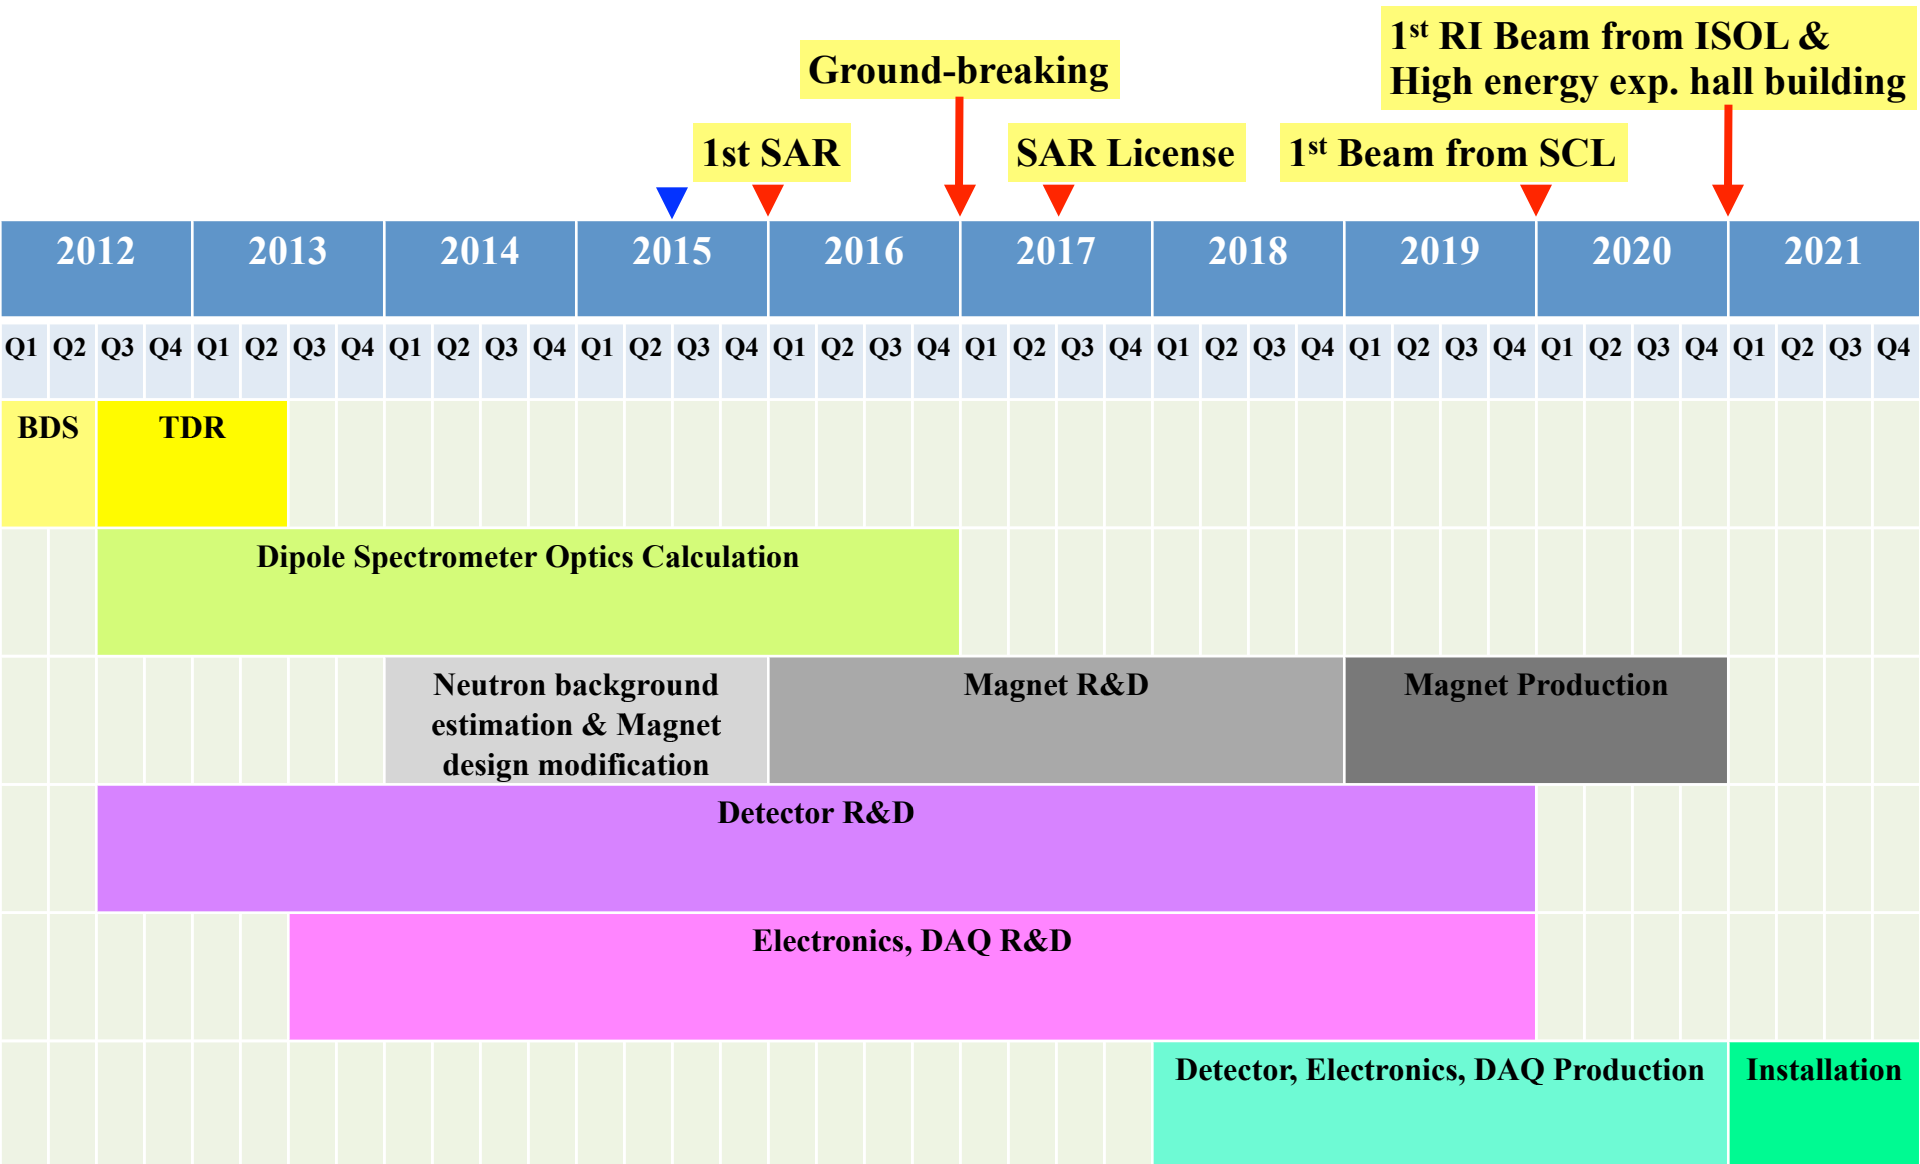 1st RI Beam from ISOL &
High energy exp. hall building
Ground-breaking
1st SAR
SAR License
1st Beam from SCL
2012 2013 2014 2015 2016 2017 2018 2019 2020 2021
Q1 Q2 Q3 Q4 Q1 Q2 Q3 Q4 Q1 Q2 Q3 Q4 Q1 Q2 Q3 Q4 Q1 Q2 Q3 Q4 Q1 Q2 Q3 Q4 Q1 Q2 Q3 Q4 Q1 Q2 Q3 Q4 Q1 Q2 Q3 Q4 Q1 Q2 Q3 Q4
BDS TDR
Dipole Spectrometer Optics Calculation
Neutron background
estimation & Magnet
design modification
Magnet R&D
Magnet Production
Detector R&D
Electronics, DAQ R&D
Detector, Electronics, DAQ Production
Installation